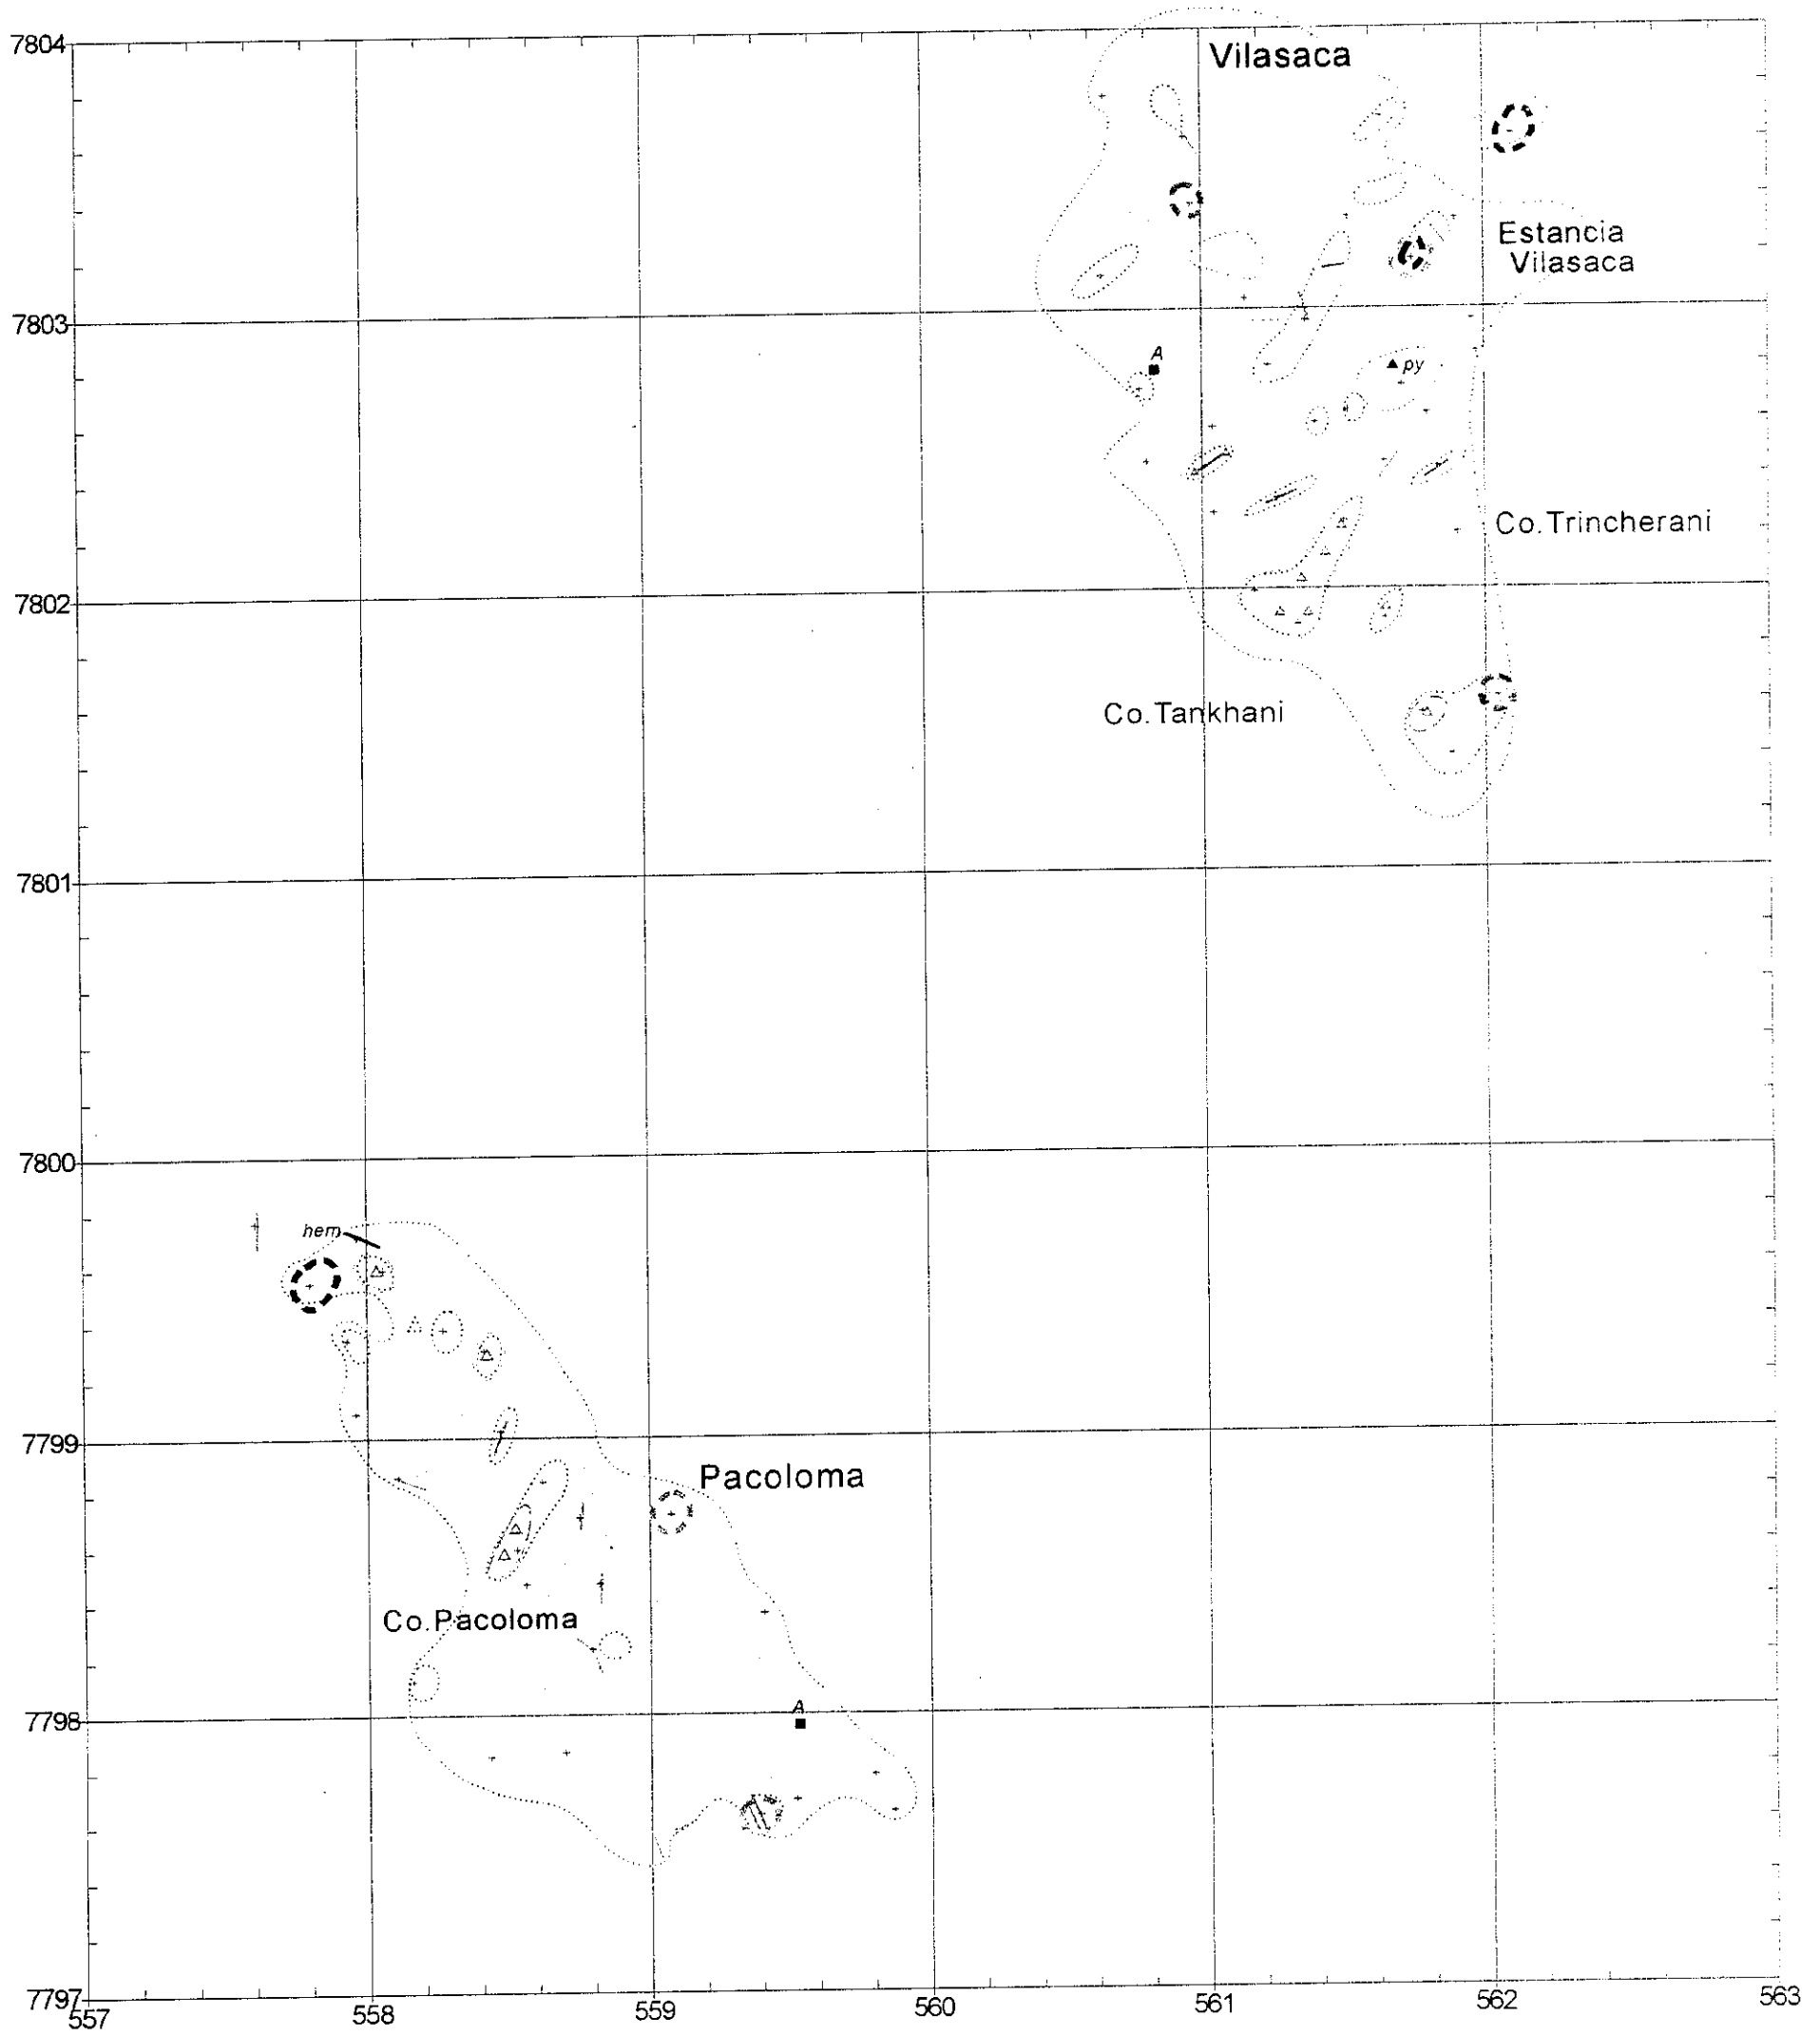 7804
Vilasaca
Estancia
Vilasaca
7803
A
py
Co.Trincherani
7802
Co.Tankhani
7801
7800
hem
7799
Pacoloma
Co.Pacoloma
A
7798
7797
557
558
559
560
561
562
563